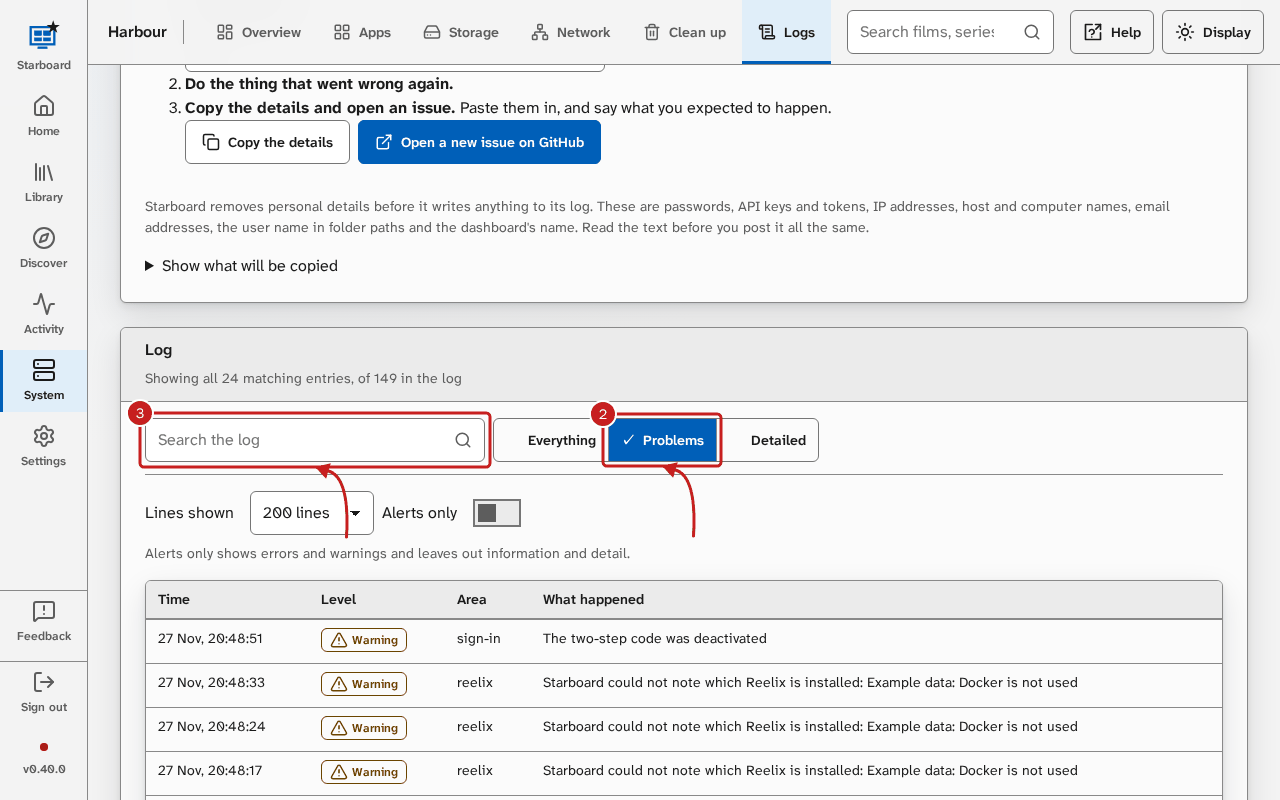 Starboard
Home
Library
Discover
Activity
System
Settings
Feedback
Sign out
v0.40.0
Harbour
Overview
Apps
Storage
Network
Clean up
Logs
Search films, series
Help
Display
2. Do the thing that went wrong again.
3. Copy the details and open an issue. Paste them in, and say what you expected to happen.
Copy the details
Open a new issue on GitHub
Starboard removes personal details before it writes anything to its log. These are passwords, API keys and tokens, IP addresses, host and computer names, email
addresses, the user name in folder paths and the dashboard's name. Read the text before you post it all the same.
Show what will be copied
Log
Showing all 24 matching entries, of 149 in the log
3
Search the log
Everything
2
✓ Problems
Detailed
Lines shown
200 lines
Alerts only
Alerts only shows errors and warnings and leaves out information and detail.
Time Level Area What happened
27 Nov, 20:48:51 Warning sign-in The two-step code was deactivated
27 Nov, 20:48:33 Warning reelix Starboard could not note which Reelix is installed: Example data: Docker is not used
27 Nov, 20:48:24 Warning reelix Starboard could not note which Reelix is installed: Example data: Docker is not used
27 Nov, 20:48:17 Warning reelix Starboard could not note which Reelix is installed: Example data: Docker is not used